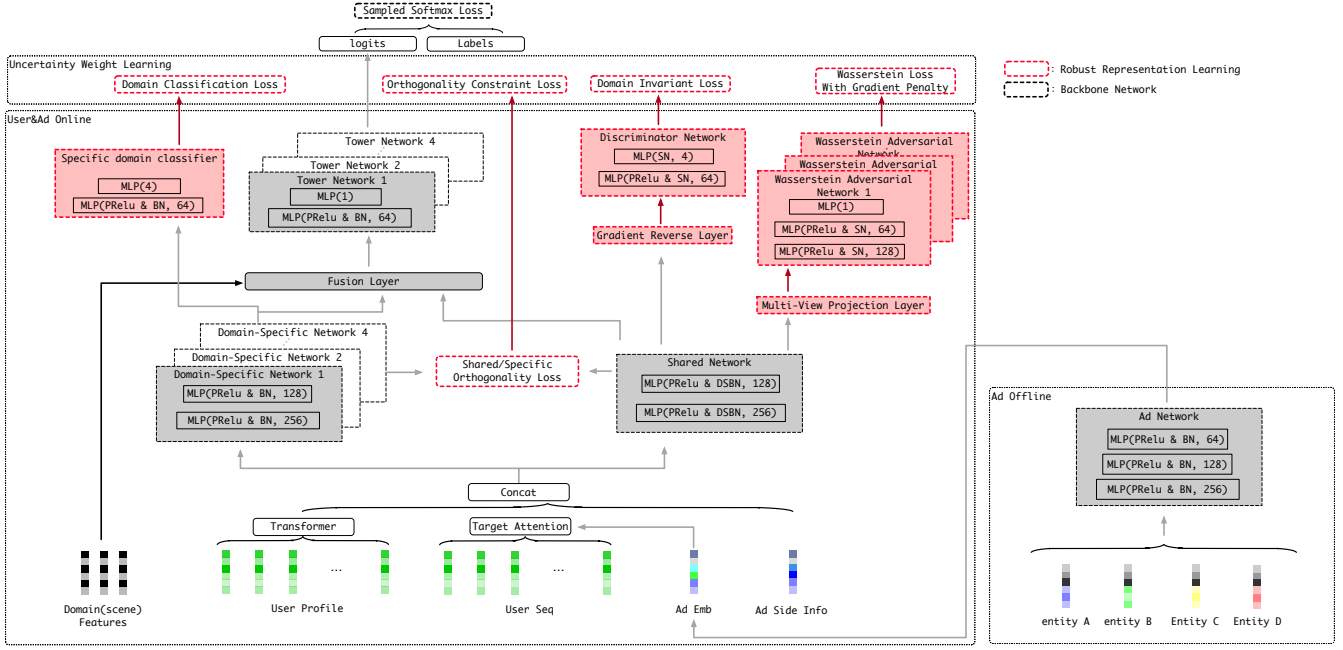 Sampled Softmax Loss
logits
Labels
Uncertainty Weight Learning
Domain Classification Loss
Orthogonality Constraint Loss
Domain Invariant Loss
Wasserstein Loss
With Gradient Penalty
: Robust Representation Learning
: Backbone Network
User&Ad Online
Specific domain classifier
MLP(4)
MLP(PRelu & BN, 64)
Tower Network 4
Tower Network 2
Tower Network 1
MLP(1)
MLP(PRelu & BN, 64)
Discriminator Network
MLP(SN, 4)
MLP(PRelu & SN, 64)
Gradient Reverse Layer
Wasserstein Adversarial
Network
Wasserstein Adversarial
Wasserstein Adversarial
Network 1
MLP(1)
MLP(PRelu & SN, 64)
MLP(PRelu & SN, 128)
Multi-View Projection Layer
Fusion Layer
Domain-Specific Network 4
Domain-Specific Network 2
Domain-Specific Network 1
MLP(PRelu & BN, 128)
MLP(PRelu & BN, 256)
Shared/Specific
Orthogonality Loss
Shared Network
MLP(PRelu & DSBN, 128)
MLP(PRelu & DSBN, 256)
Concat
Transformer
Target Attention
...
...
Domain(scene)
Features
User Profile
User Seq
Ad Emb
Ad Side Info
Ad Offline
Ad Network
MLP(PRelu & BN, 64)
MLP(PRelu & BN, 128)
MLP(PRelu & BN, 256)
entity A
entity B
Entity C
Entity D